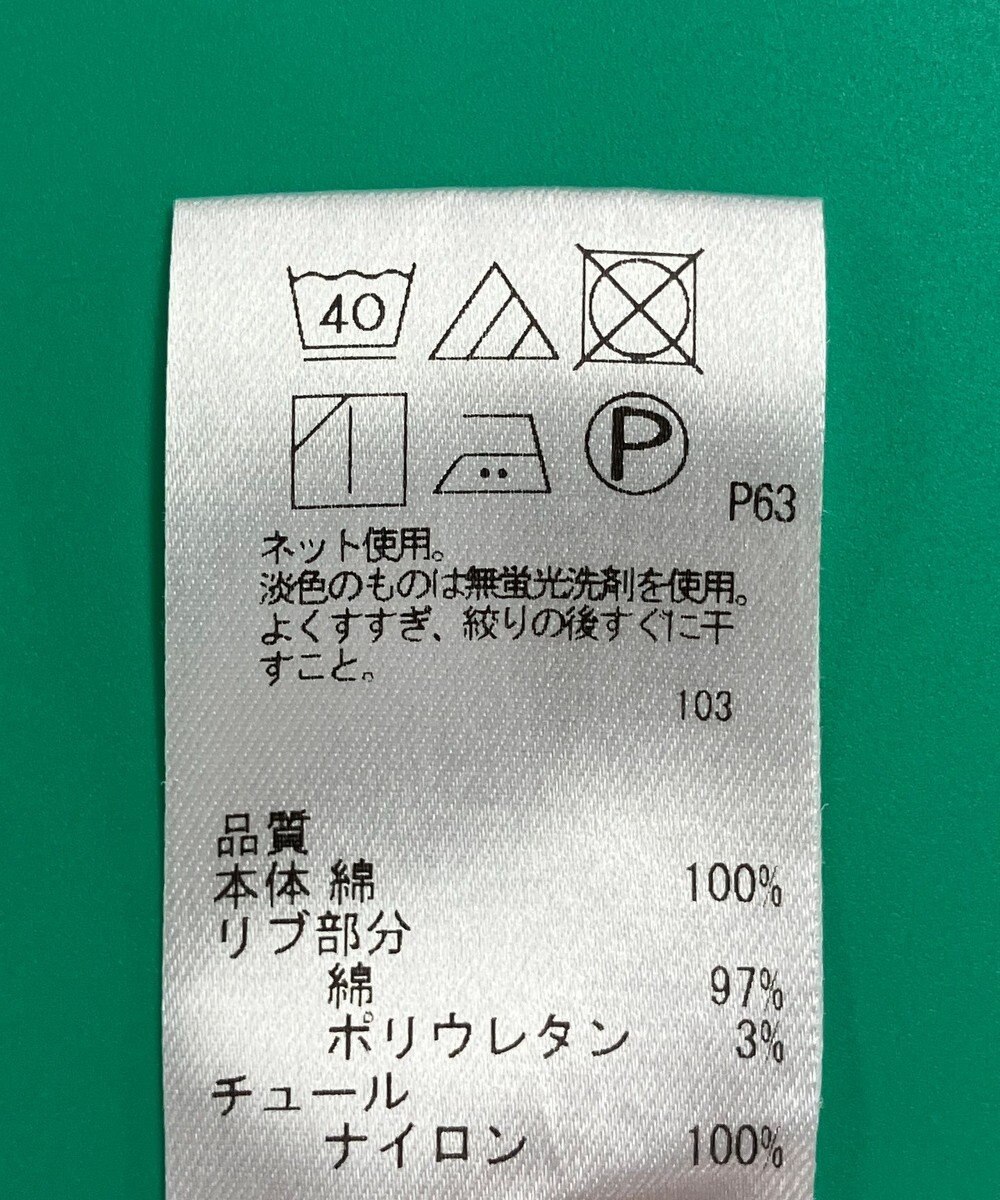 40
P
P63
ネット使用。
淡色のものは無蛍光洗剤を使用。
よくすすぎ、絞りの後すぐに干
すこと。
103
品質
本体 綿 100%
リブ部分
綿 97%
ポリウレタン 3%
チュール
ナイロン 100%